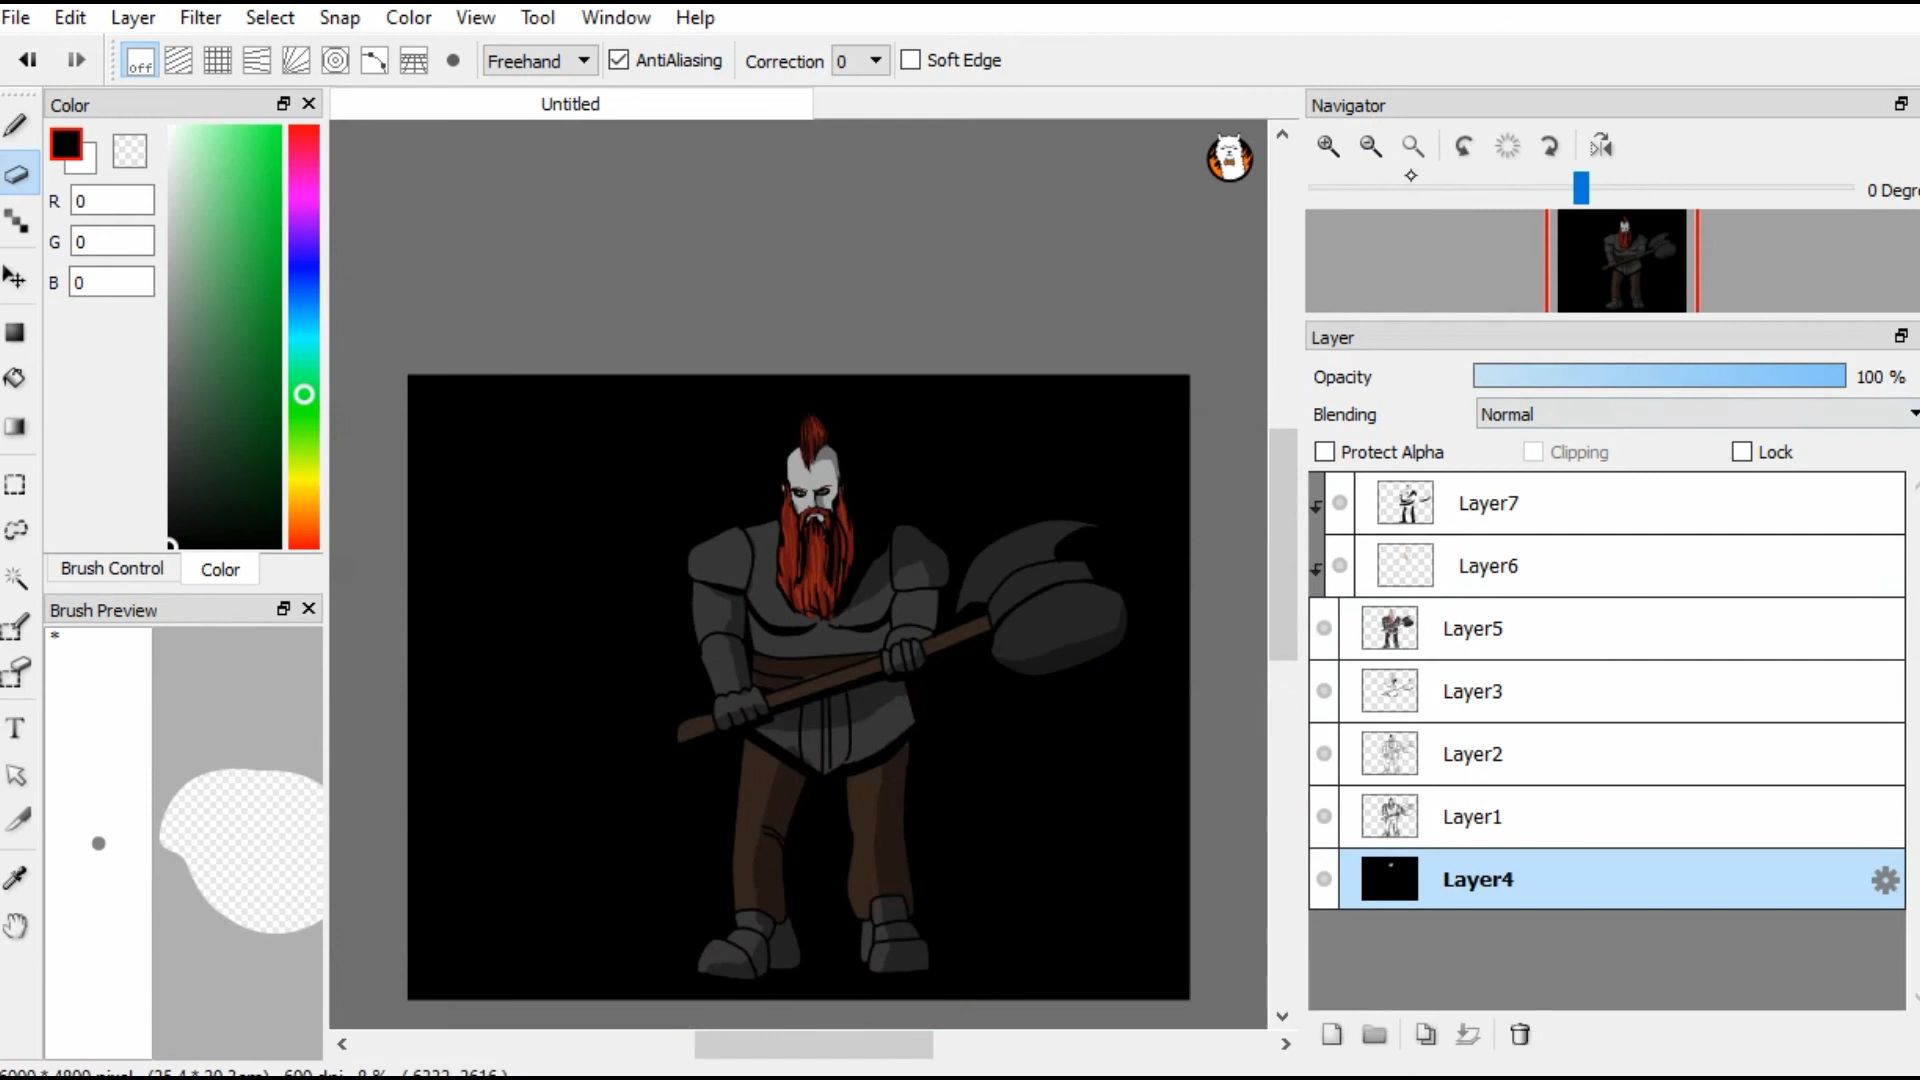 File Edit Layer Filter Select Snap Color View Tool Window Help
off Freehand AntiAliasing Correction 0 Soft Edge
Color
R 0
G 0
B 0
Brush Control Color
Brush Preview
*
Untitled
Navigator
0 Degre
Layer
Opacity 100 %
Blending Normal
Protect Alpha Clipping Lock
Layer7
Layer6
Layer5
Layer3
Layer2
Layer1
Layer4
T